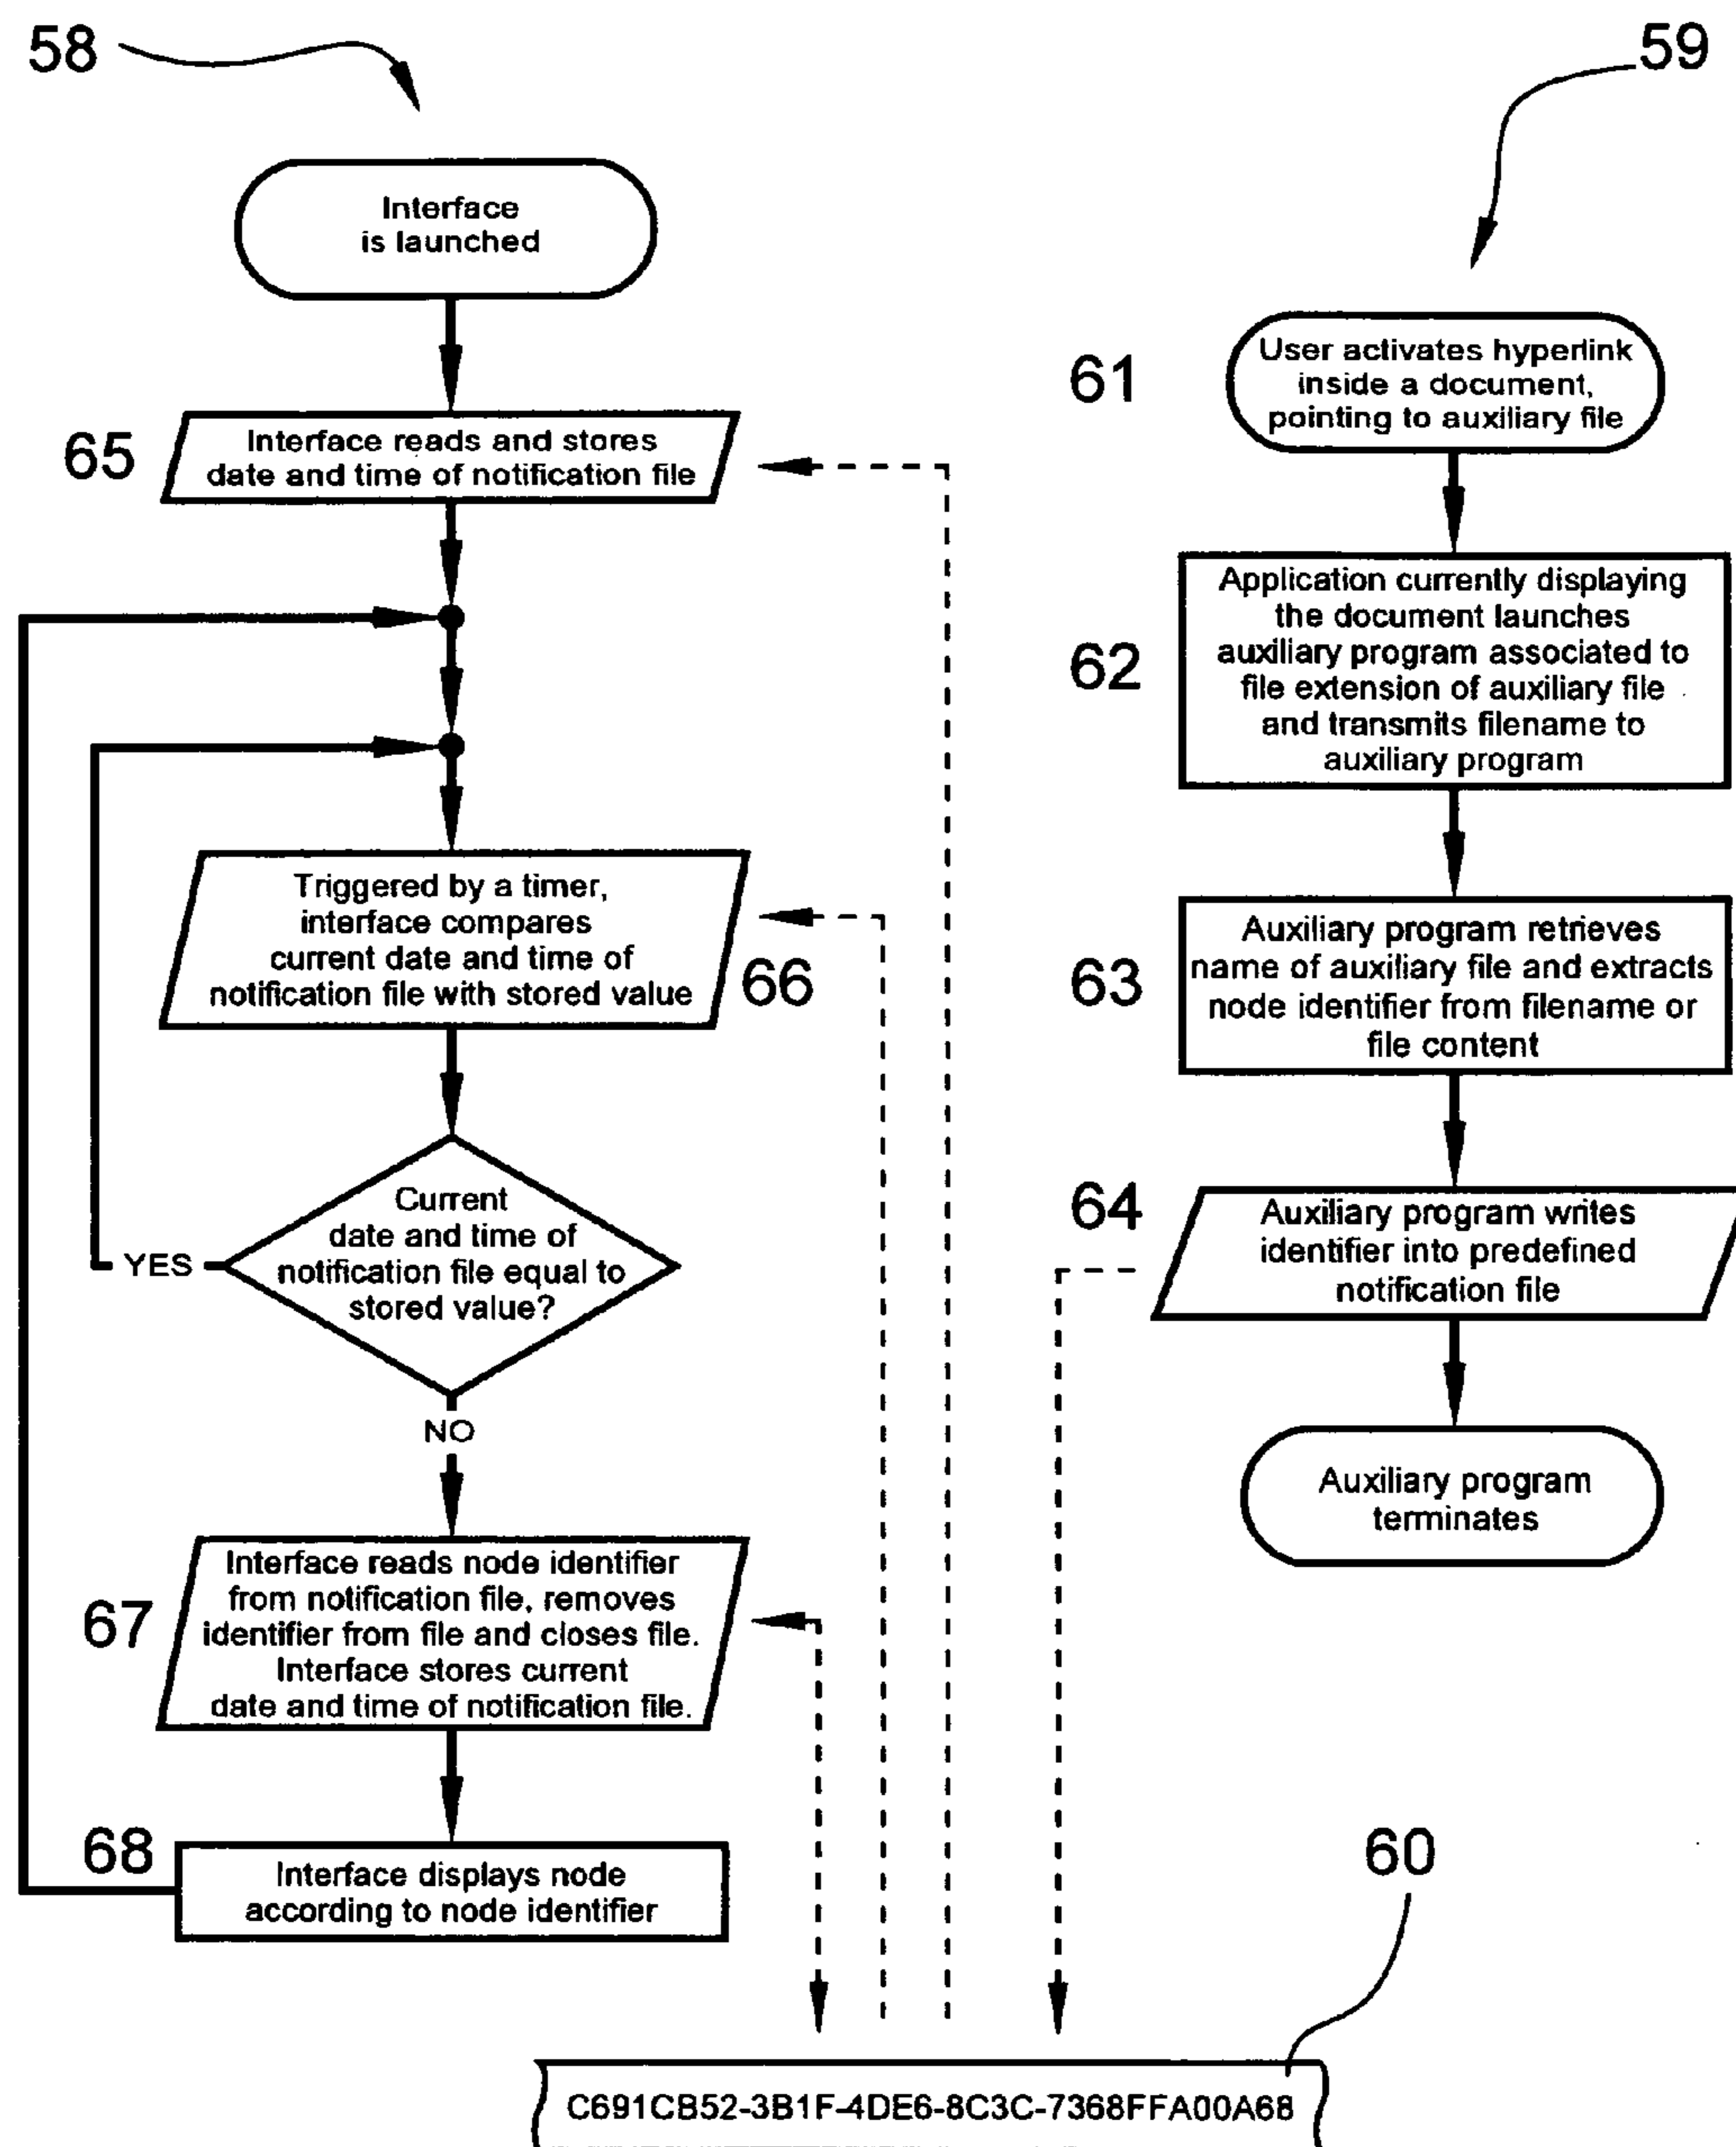 58
59
Interface
is launched
65
Interface reads and stores
date and time of notification file
Triggered by a timer,
interface compares
current date and time of
notification file with stored value
66
Current
date and time of
notification file equal to
stored value?
YES
NO
67
Interface reads node identifier
from notification file, removes
identifier from file and closes file.
Interface stores current
date and time of notification file.
68
Interface displays node
according to node identifier
61
User activates hyperlink
inside a document,
pointing to auxiliary file
62
Application currently displaying
the document launches
auxiliary program associated to
file extension of auxiliary file
and transmits filename to
auxiliary program
63
Auxiliary program retrieves
name of auxiliary file and extracts
node identifier from filename or
file content
64
Auxiliary program writes
identifier into predefined
notification file
Auxiliary program
terminates
60
C691CB52-3B1F-4DE6-8C3C-7368FFA00A68